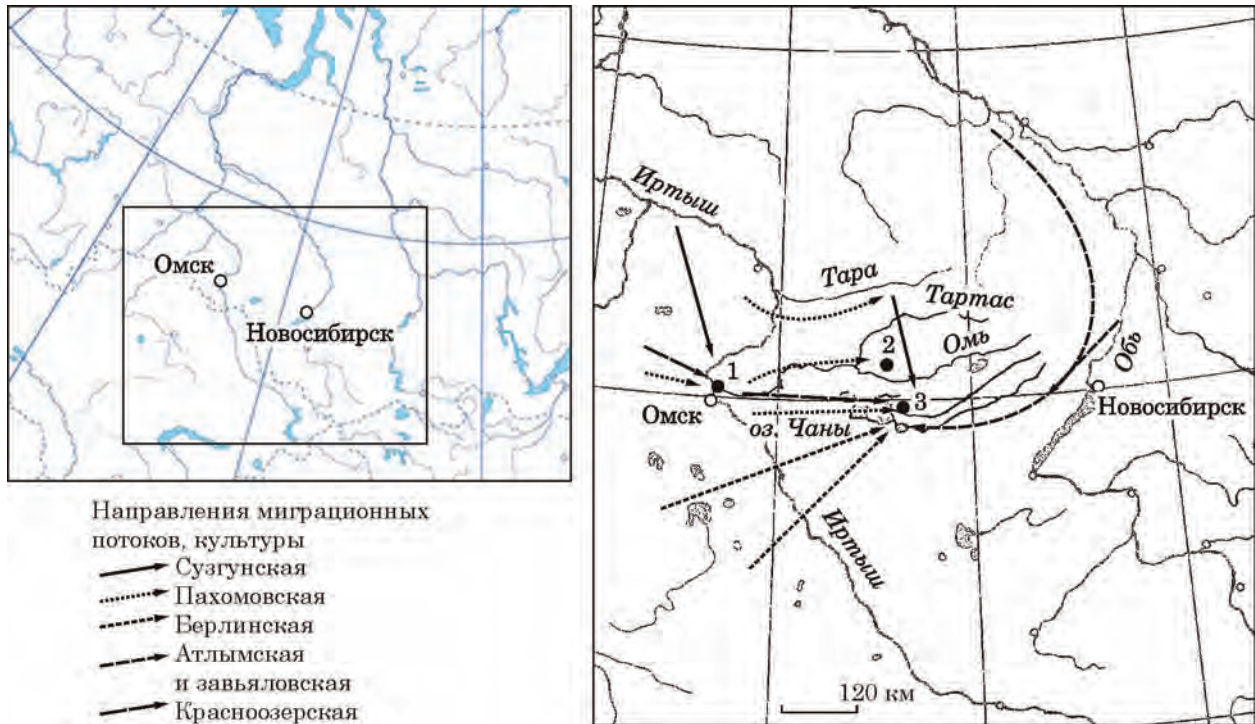 Омск
Новосибирск
Направления миграционных
потоков, культуры
Сузгунская
Пахомовская
Берлинская
Атлымская
и завьяловская
Красноозерская
Иртыш
Тара
Тартас
2
Омь
Обь
1
3
Омск
Новосибирск
оз. Чаны
Иртыш
120 км